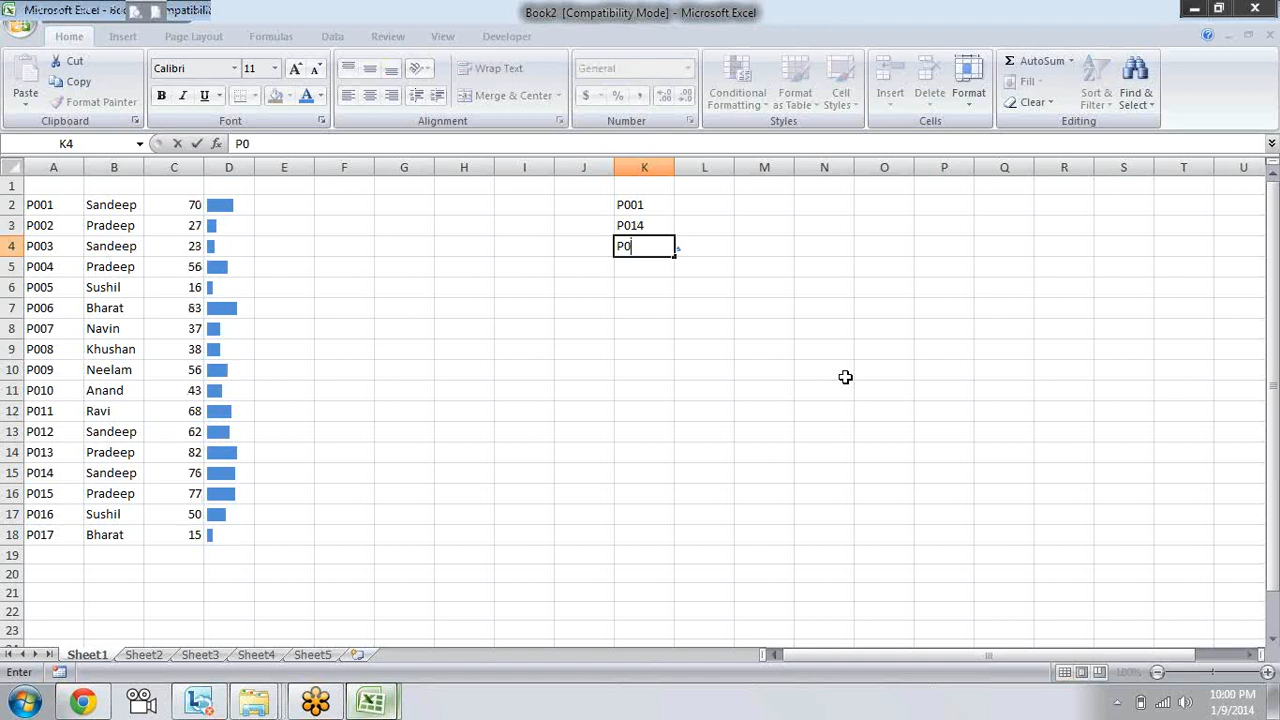 Microsoft Excel - Bo
mpatibili
Book2 [Compatibility Mode] - Microsoft Excel
Home Insert Page Layout Formulas Data Review View Developer
Paste
Cut
Copy
Format Painter
Clipboard
Calibri 11
B I U
Font
Wrap Text
Merge & Center
Alignment
General
$ % ,
Number
Conditional Formatting
Format as Table
Cell Styles
Styles
Insert Delete Format
Cells
Σ AutoSum
Fill
Clear
Sort & Filter
Find & Select
Editing
K4 fx P0
A B C D E F G H I J K L M N O P Q R S T U
1
2 P001 Sandeep 70 P001
3 P002 Pradeep 27 P014
4 P003 Sandeep 23 P0
5 P004 Pradeep 56
6 P005 Sushil 16
7 P006 Bharat 83
8 P007 Navin 37
9 P008 Khushan 38
10 P009 Neelam 56
11 P010 Anand 43
12 P011 Ravi 68
13 P012 Sandeep 62
14 P013 Pradeep 82
15 P014 Sandeep 76
16 P015 Pradeep 77
17 P016 Sushil 50
18 P017 Bharat 15
19
20
21
22
23
Sheet1 Sheet2 Sheet3 Sheet4 Sheet5
Enter 100%
10:00 PM
1/9/2014